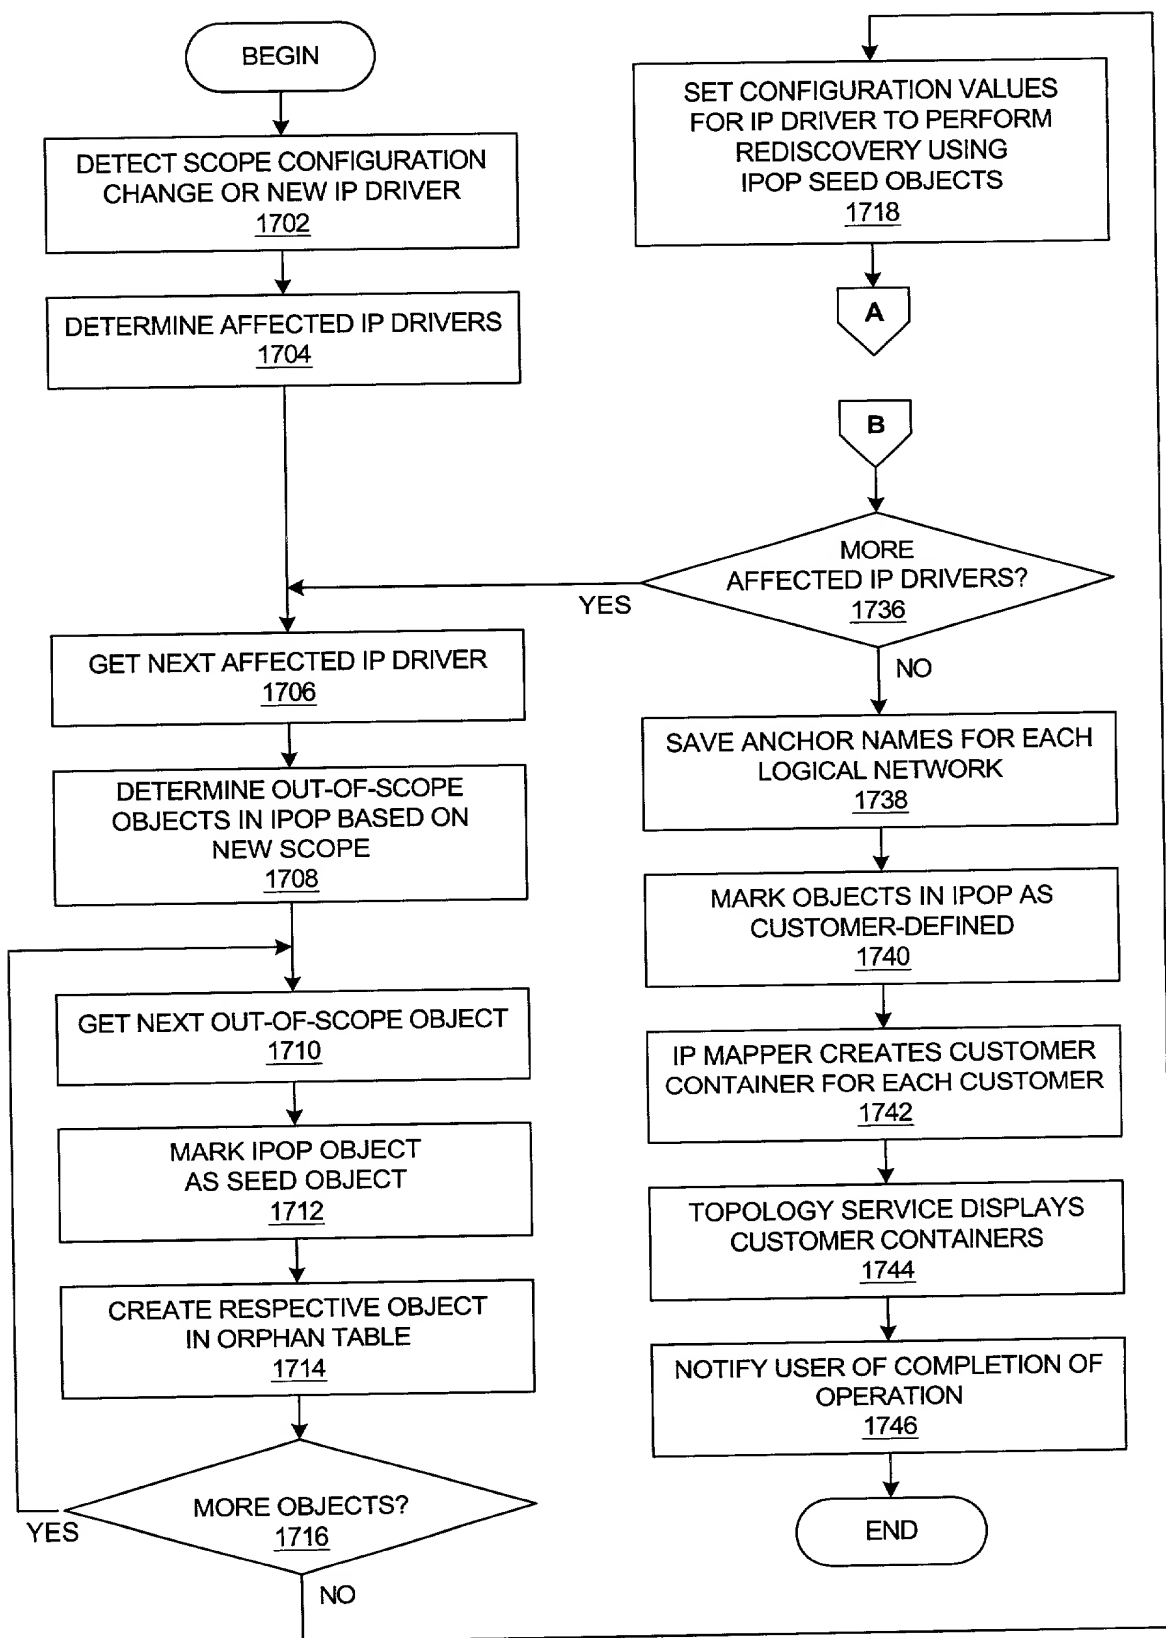 BEGIN
DETECT SCOPE CONFIGURATION
CHANGE OR NEW IP DRIVER
1702
DETERMINE AFFECTED IP DRIVERS
1704
GET NEXT AFFECTED IP DRIVER
1706
DETERMINE OUT-OF-SCOPE
OBJECTS IN IPOP BASED ON
NEW SCOPE
1708
GET NEXT OUT-OF-SCOPE OBJECT
1710
MARK IPOP OBJECT
AS SEED OBJECT
1712
CREATE RESPECTIVE OBJECT
IN ORPHAN TABLE
1714
MORE OBJECTS?
1716
YES
NO
SET CONFIGURATION VALUES
FOR IP DRIVER TO PERFORM
REDISCOVERY USING
IPOP SEED OBJECTS
1718
A
B
MORE
AFFECTED IP DRIVERS?
1736
YES
NO
SAVE ANCHOR NAMES FOR EACH
LOGICAL NETWORK
1738
MARK OBJECTS IN IPOP AS
CUSTOMER-DEFINED
1740
IP MAPPER CREATES CUSTOMER
CONTAINER FOR EACH CUSTOMER
1742
TOPOLOGY SERVICE DISPLAYS
CUSTOMER CONTAINERS
1744
NOTIFY USER OF COMPLETION OF
OPERATION
1746
END